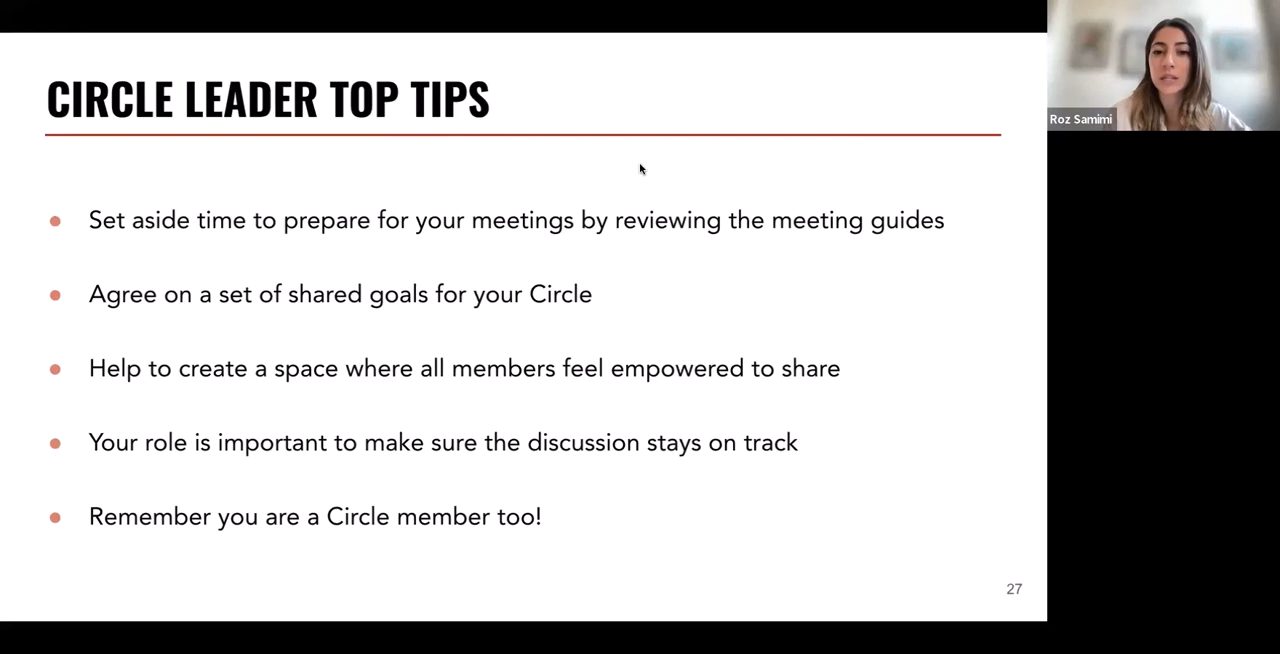 CIRCLE LEADER TOP TIPS
Roz Samimi
Set aside time to prepare for your meetings by reviewing the meeting guides
Agree on a set of shared goals for your Circle
Help to create a space where all members feel empowered to share
Your role is important to make sure the discussion stays on track
Remember you are a Circle member too!
27